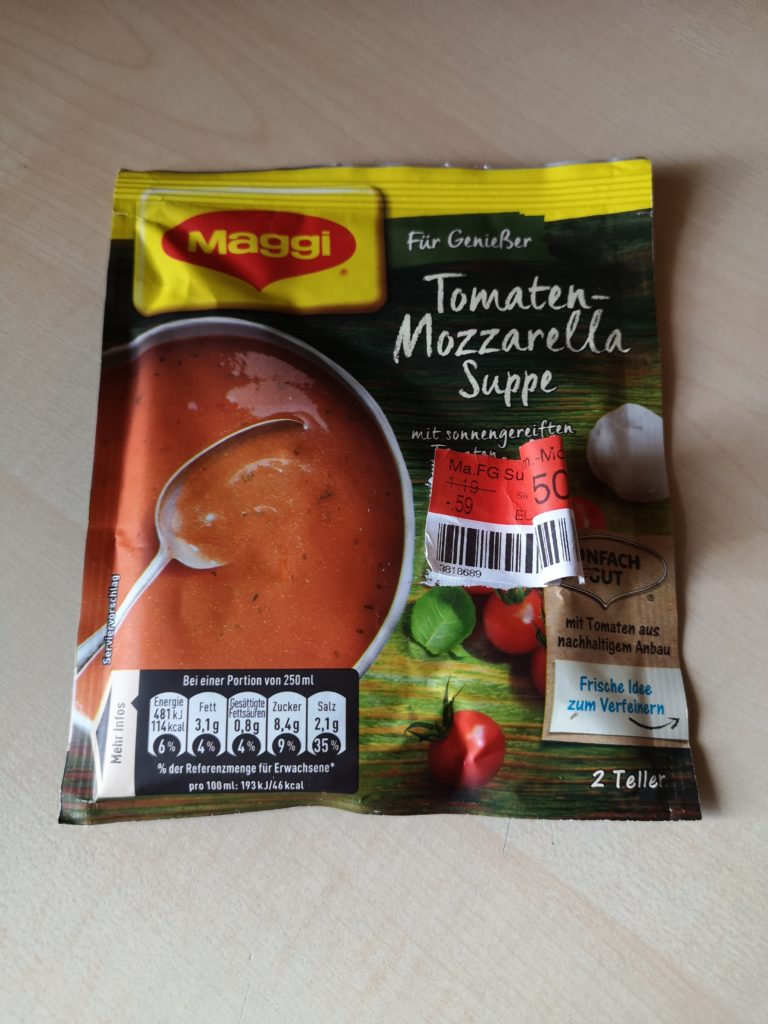 Maggi
®
Für Genießer
Tomaten-
Mozzarella
Suppe
mit sonnengereiften
Tomaten
Ma.FG Su
1.19
-.59
50
3818689
EINFACH
GUT
®
mit Tomaten aus
nachhaltigem Anbau
Frische Idee
zum Verfeinern
Serviervorschlag
Mehr Infos
Bei einer Portion von 250 ml
Energie
481 kJ
114 kcal
6%
Fett
3,1 g
4%
Gesättigte
Fettsäuren
0,8 g
4%
Zucker
8,4 g
9%
Salz
2,1 g
35%
% der Referenzmenge für Erwachsene*
pro 100 ml: 193 kJ/46 kcal
2 Teller